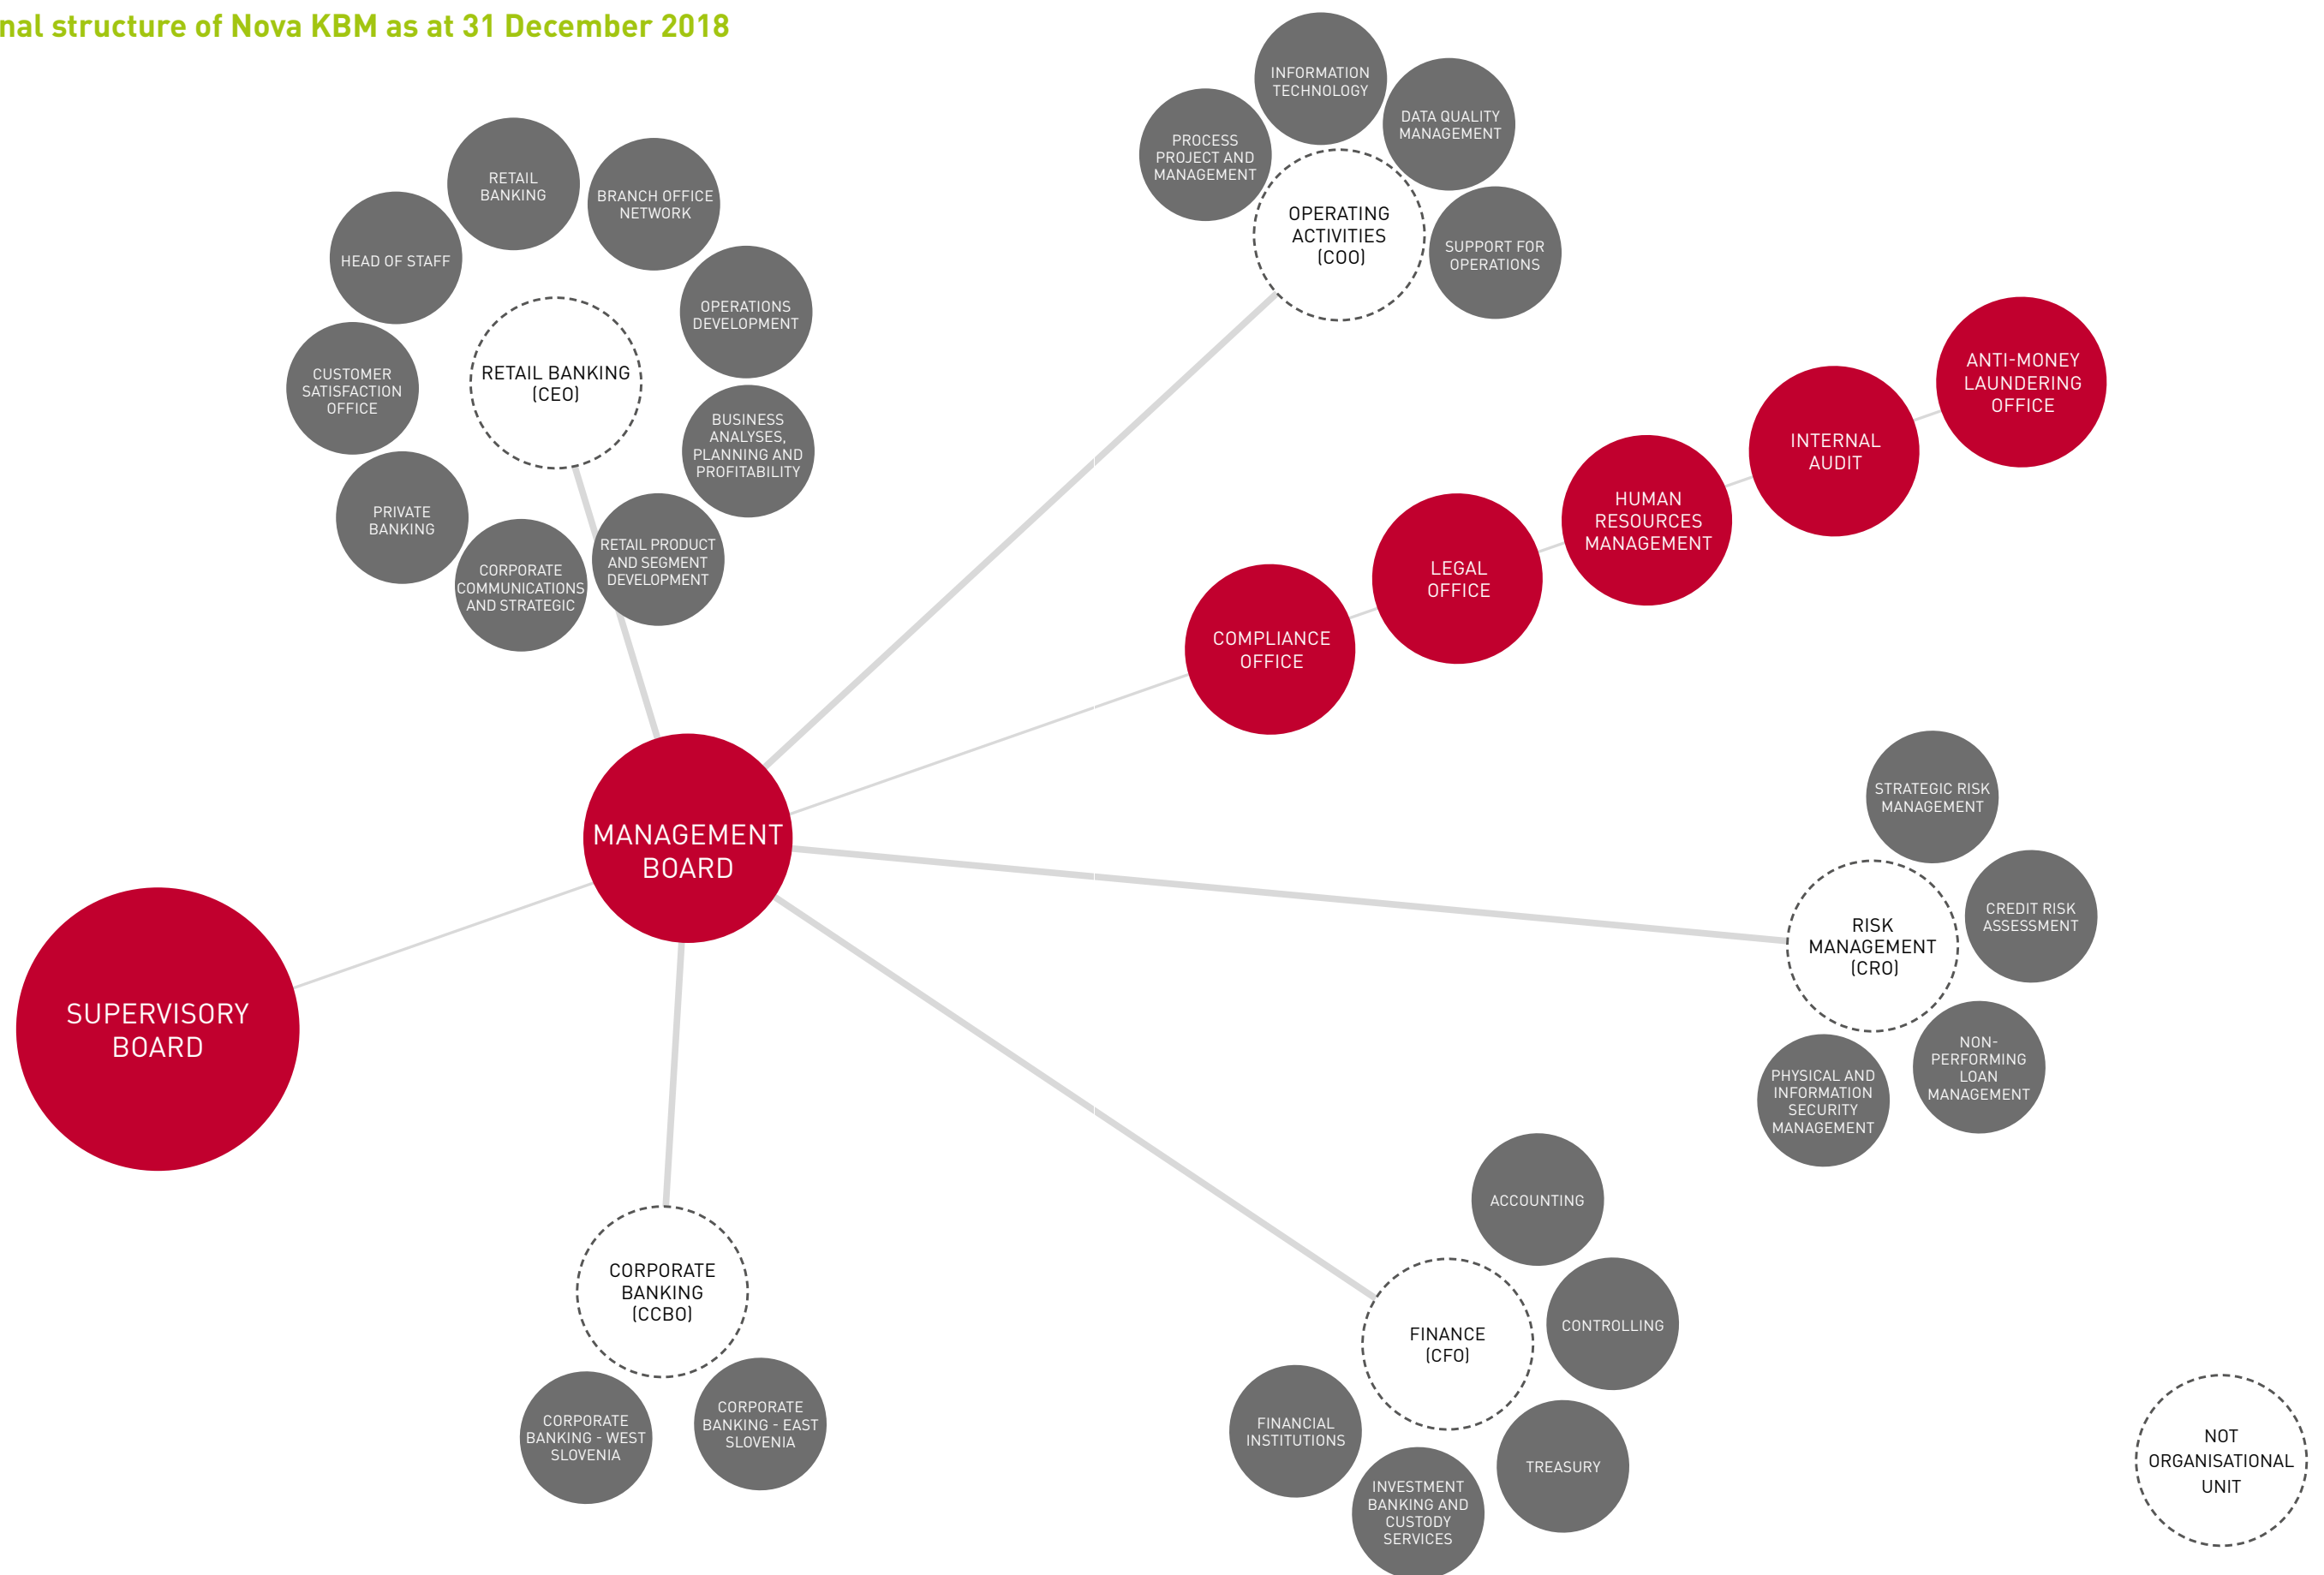 nal structure of Nova KBM as at 31 December 2018
INFORMATION
TECHNOLOGY
DATA QUALITY
MANAGEMENT
PROCESS
PROJECT AND
MANAGEMENT
SUPPORT FOR
OPERATIONS
OPERATING
ACTIVITIES
(COO)
RETAIL
BANKING
BRANCH OFFICE
NETWORK
HEAD OF STAFF
OPERATIONS
DEVELOPMENT
CUSTOMER
SATISFACTION
OFFICE
RETAIL BANKING
(CEO)
BUSINESS
ANALYSES,
PLANNING AND
PROFITABILITY
PRIVATE
BANKING
CORPORATE
COMMUNICATIONS
AND STRATEGIC
RETAIL PRODUCT
AND SEGMENT
DEVELOPMENT
ANTI-MONEY
LAUNDERING
OFFICE
INTERNAL
AUDIT
HUMAN
RESOURCES
MANAGEMENT
LEGAL
OFFICE
COMPLIANCE
OFFICE
MANAGEMENT
BOARD
SUPERVISORY
BOARD
STRATEGIC RISK
MANAGEMENT
CREDIT RISK
ASSESSMENT
RISK
MANAGEMENT
(CRO)
NON-
PERFORMING
LOAN
MANAGEMENT
PHYSICAL AND
INFORMATION
SECURITY
MANAGEMENT
ACCOUNTING
CONTROLLING
FINANCE
(CFO)
FINANCIAL
INSTITUTIONS
TREASURY
INVESTMENT
BANKING AND
CUSTODY
SERVICES
CORPORATE
BANKING
(CCBO)
CORPORATE
BANKING - WEST
SLOVENIA
CORPORATE
BANKING - EAST
SLOVENIA
NOT
ORGANISATIONAL
UNIT